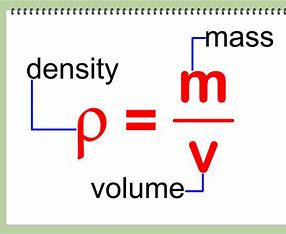 mass
density
ρ = m
v
volume